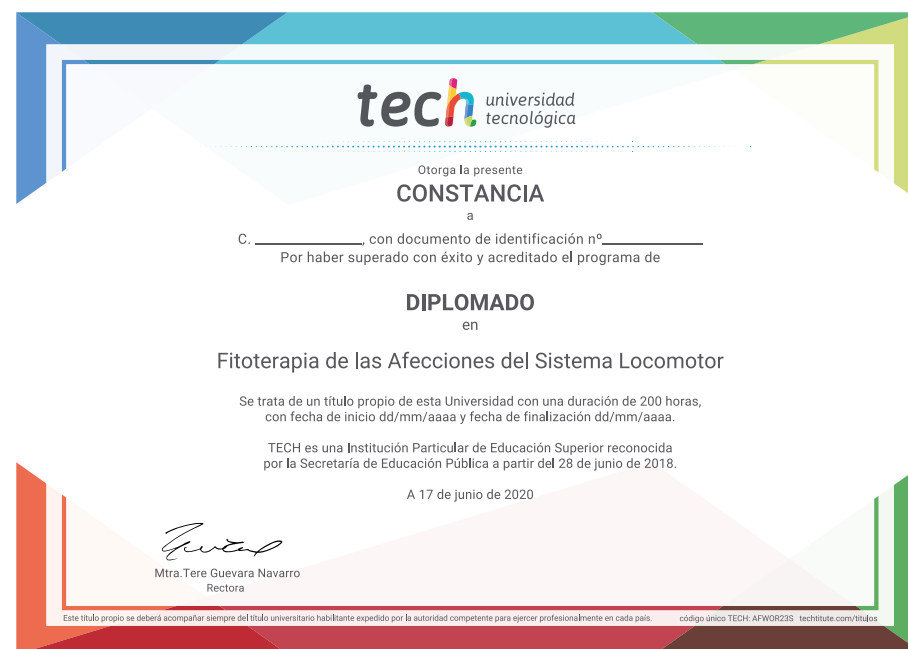 tech universidad
tecnológica
Otorga la presente
CONSTANCIA
a
C. ____________, con documento de identificación nº____________
Por haber superado con éxito y acreditado el programa de
DIPLOMADO
en
Fitoterapia de las Afecciones del Sistema Locomotor
Se trata de un título propio de esta Universidad con una duración de 200 horas,
con fecha de inicio dd/mm/aaaa y fecha de finalización dd/mm/aaaa.
TECH es una Institución Particular de Educación Superior reconocida
por la Secretaría de Educación Pública a partir del 28 de junio de 2018.
A 17 de junio de 2020
Mtra.Tere Guevara Navarro
Rectora
Este título propio se deberá acompañar siempre del título universitario habilitante expedido por la autoridad competente para ejercer profesionalmente en cada país. código único TECH: AFWOR23S techtitute.com/titulos